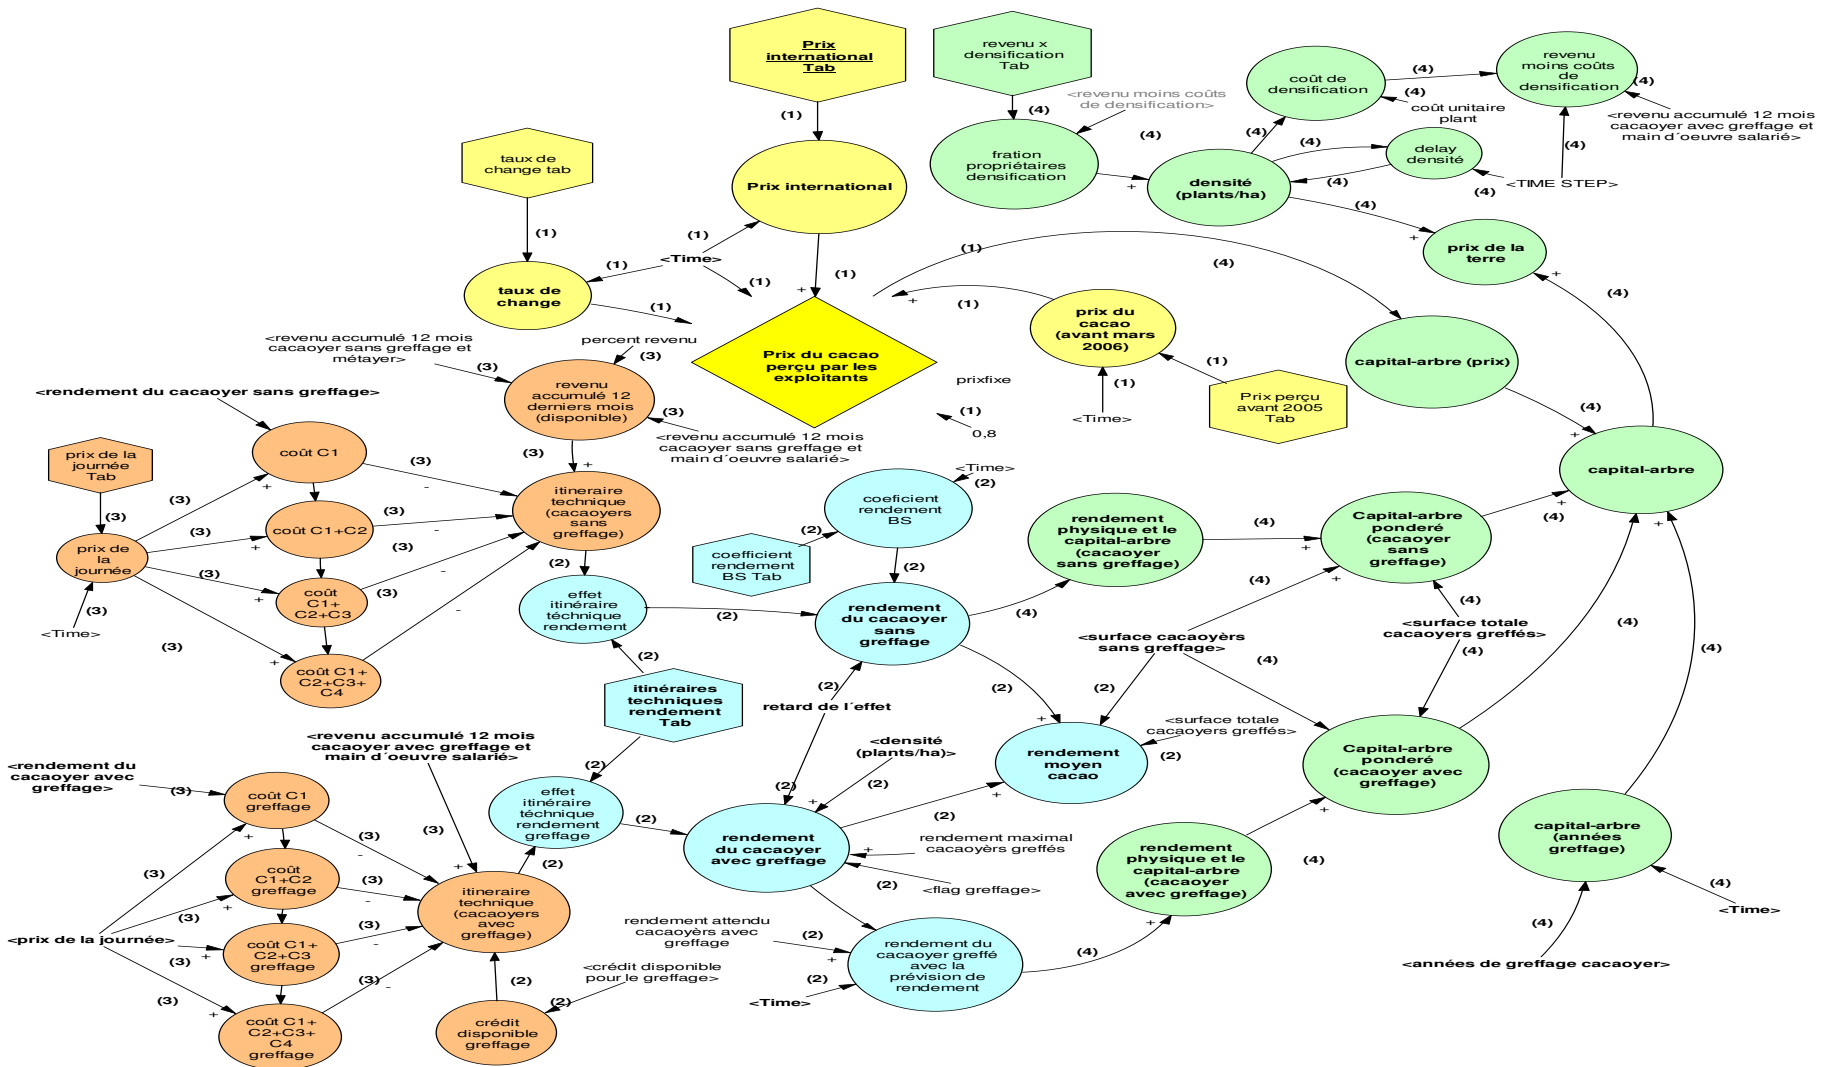 Prix
international
Tab
(1)
Prix international
taux de
change tab
(1)
(1)
<Time>
(1)
(1)
taux de
change
(1)
(1)
+
Prix du cacao
perçu par les
exploitants
prixfixe
(1)
0,8
(1)
+
(1)
prix du
cacao
(avant mars
2006)
(1)
(1)
<Time>
Prix perçu
avant 2005
Tab
revenu x
densification
Tab
(4)
<revenu moins coûts
de densification>
(4)
fration
propriétaires
densification
+
densité
(plants/ha)
(4)
coût de
densification
(4)
(4)
coût unitaire
plant
revenu
moins coûts
de
densification
(4)
<revenu accumulé 12 mois
cacaoyer avec greffage et
main d´oeuvre salarié>
(4)
(4)
delay
densité
(4)
(4)
<TIME STEP>
(4)
+
prix de la
terre
+
(4)
(4)
capital-arbre (prix)
(4)
+
capital-arbre
+
(4)
+
<revenu accumulé 12 mois
cacaoyer sans greffage et
métayer>
(3)
percent revenu
(3)
revenu
accumulé 12
derniers mois
(disponible)
(3)
<revenu accumulé 12 mois
cacaoyer sans greffage et
main d´oeuvre salarié>
(3)
+
<rendement du cacaoyer sans greffage>
coût C1
(3)
-
prix de la
journée
Tab
(3)
(3)
+
coût C1+C2
(3)
-
(3)
+
prix de
la
journée
(3)
+
coût
C1+
C2+C3
(3)
-
(3)
-
(3)
<Time>
(3)
+
coût C1+
C2+C3+
C4
itineraire
technique
(cacaoyers
sans
greffage)
(2)
effet
itinéraire
téchnique
rendement
(2)
(2)
itinéraires
techniques
rendement
Tab
(2)
<Time>
(2)
coeficient
rendement
BS
(2)
coefficient
rendement
BS Tab
(2)
rendement
du cacaoyer
sans
greffage
(4)
rendement
physique et le
capital-arbre
(cacaoyer
sans greffage)
(4)
+
Capital-arbre
ponderé
(cacaoyer
sans
greffage)
(4)
+
(4)
<surface totale
cacaoyers greffés>
(4)
<surface cacaoyèrs
sans greffage>
(4)
(2)
(2)
+
(4)
(4)
(2)
retard de l´effet
(2)
<densité
(plants/ha)>
(2)
+
rendement
moyen
cacao
<surface totale
cacaoyers greffés>
(2)
Capital-arbre
ponderé
(cacaoyer avec
greffage)
+
(4)
rendement
du cacaoyer
avec greffage
(2)
+
rendement maximal
cacaoyèrs greffés
+
(2)
<flag greffage>
rendement
physique et le
capital-arbre
(cacaoyer
avec greffage)
+
capital-arbre
(années
greffage)
(4)
<Time>
(4)
<années de greffage cacaoyer>
<revenu accumulé 12 mois
cacaoyer avec greffage et
main d´oeuvre salarié>
(3)
+
<rendement du
cacaoyer avec
greffage>
(3)
coût C1
greffage
+
(3)
-
coût
C1+C2
greffage
+
(3)
-
(3)
(3)
<prix de la journée>
(3)
+
coût C1+
C2+C3
greffage
(3)
-
(3)
+
coût C1+
C2+C3+
C4
greffage
(3)
-
itineraire
technique
(cacaoyers
avec
greffage)
(2)
effet
itinéraire
téchnique
rendement
greffage
(2)
(2)
crédit
disponible
greffage
(2)
<crédit disponible
pour le greffage>
rendement attendu
cacaoyèrs avec
greffage
(2)
+
(2)
<Time>
rendement du
cacaoyer greffé
avec la
prévision de
rendement
(4)